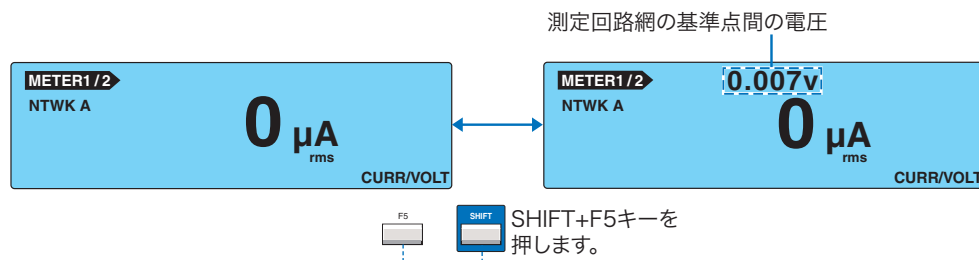 測定回路網の基準点間の電圧
METER1/2
NTWK A
0 μA
rms
CURR/VOLT
METER1/2
0.007v
NTWK A
0 μA
rms
CURR/VOLT
F5
SHIFT
SHIFT+F5キーを
押します。